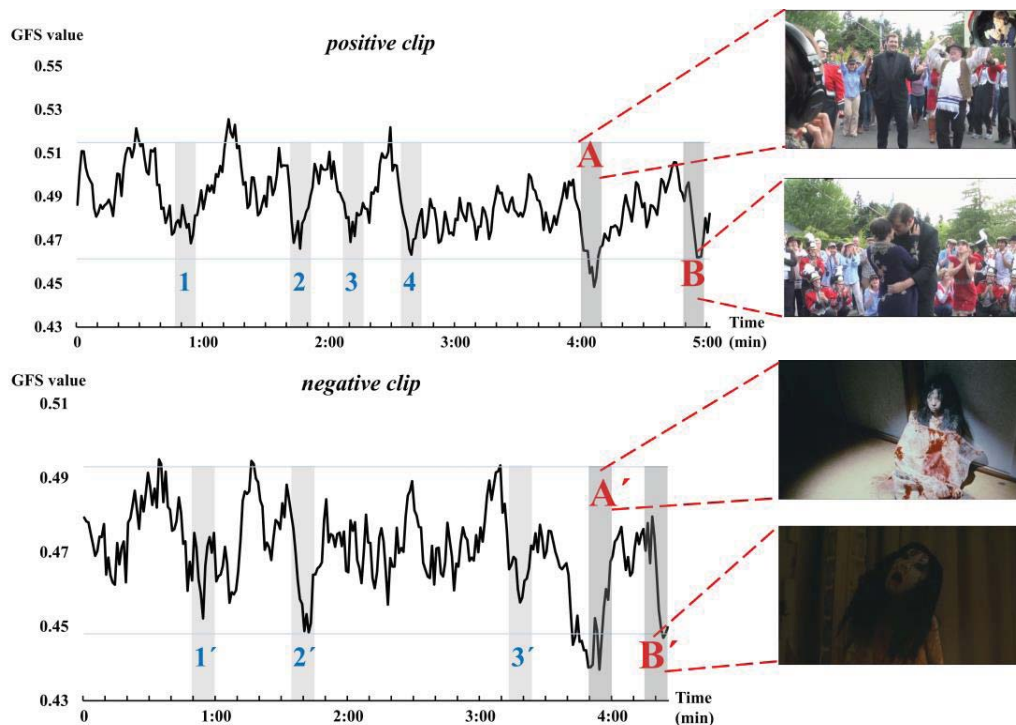 GFS value
positive clip
0.55
0.53
0.51
A
0.49
0.47
1
2
3
4
B
0.45
0.43
0
1:00
2:00
3:00
4:00
5:00
Time
(min)
GFS value
negative clip
0.51
0.49
A´
0.47
0.45
1´
2´
3´
B´
0.43
0
1:00
2:00
3:00
4:00
Time
(min)